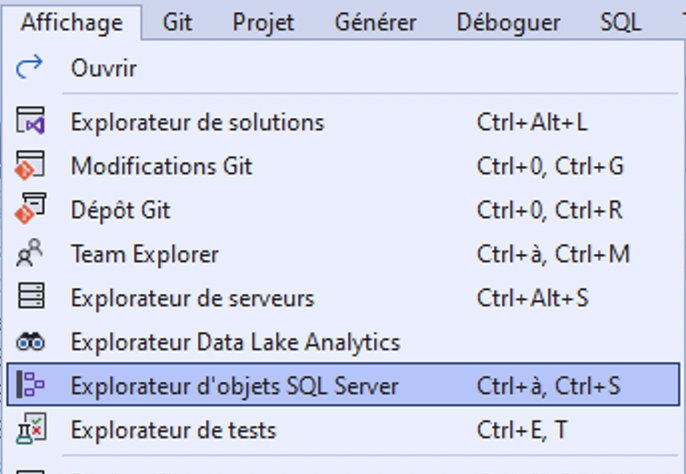 Affichage Git Projet Générer Déboguer SQL
Ouvrir
Explorateur de solutions Ctrl+Alt+L
Modifications Git Ctrl+0, Ctrl+G
Dépôt Git Ctrl+0, Ctrl+R
Team Explorer Ctrl+à, Ctrl+M
Explorateur de serveurs Ctrl+Alt+S
Explorateur Data Lake Analytics
Explorateur d'objets SQL Server Ctrl+à, Ctrl+S
Explorateur de tests Ctrl+E, T